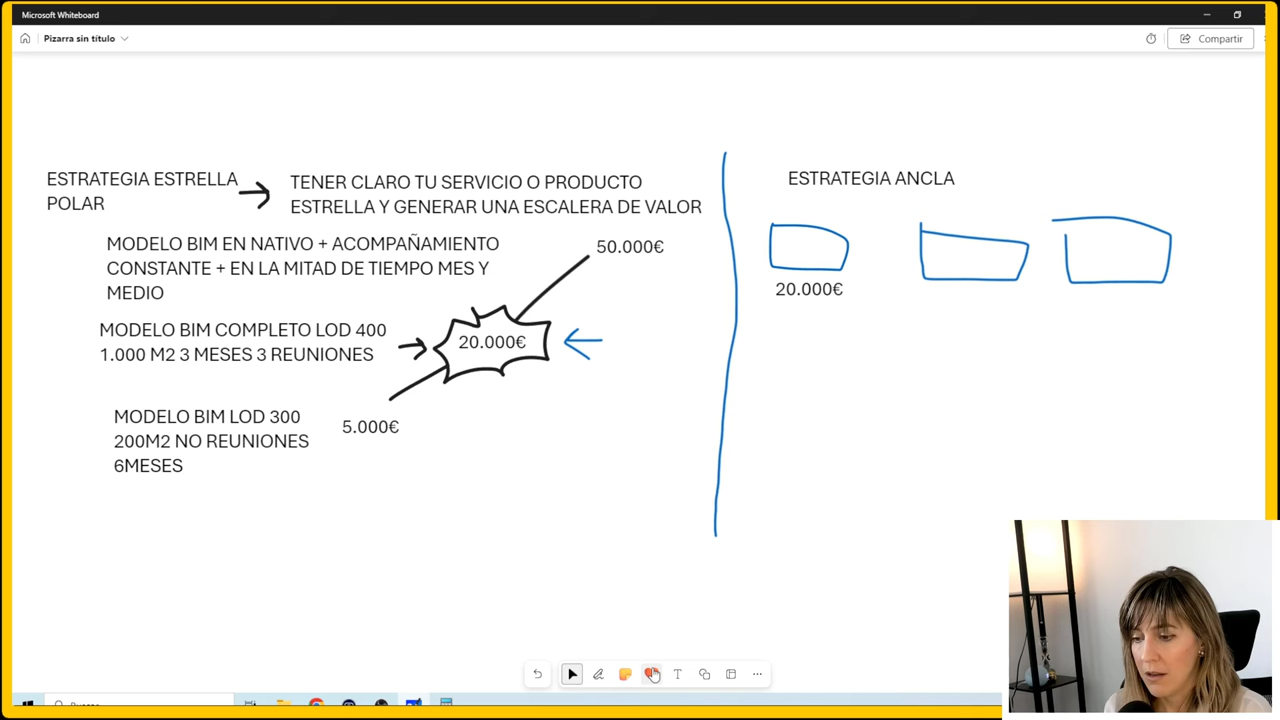 Microsoft Whiteboard
Pizarra sin título
Compartir
ESTRATEGIA ESTRELLA
POLAR
TENER CLARO TU SERVICIO O PRODUCTO
ESTRELLA Y GENERAR UNA ESCALERA DE VALOR
MODELO BIM EN NATIVO + ACOMPAÑAMIENTO
CONSTANTE + EN LA MITAD DE TIEMPO MES Y
MEDIO
50.000€
MODELO BIM COMPLETO LOD 400
1.000 M2 3 MESES 3 REUNIONES
20.000€
MODELO BIM LOD 300
200M2 NO REUNIONES
6MESES
5.000€
ESTRATEGIA ANCLA
20.000€